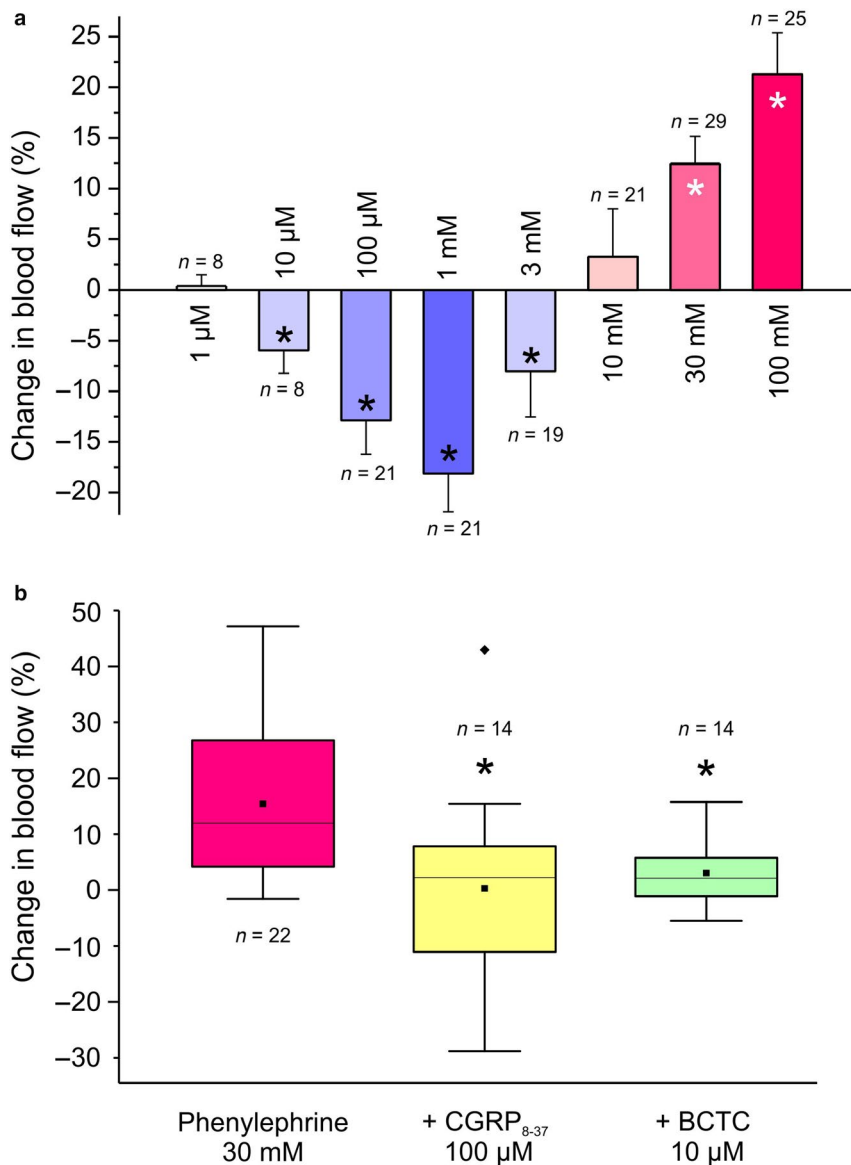 a
Change in blood flow (%)
25
20
15
10
5
0
–5
–10
–15
–20
n = 8
1 µM
10 µM
*
n = 8
100 µM
*
n = 21
1 mM
*
n = 21
3 mM
*
n = 19
n = 21
10 mM
n = 29
*
30 mM
n = 25
*
100 mM
b
Change in blood flow (%)
50
40
30
20
10
0
–10
–20
–30
n = 22
n = 14
*
n = 14
*
Phenylephrine
30 mM
+ CGRP₈₋₃₇
100 µM
+ BCTC
10 µM